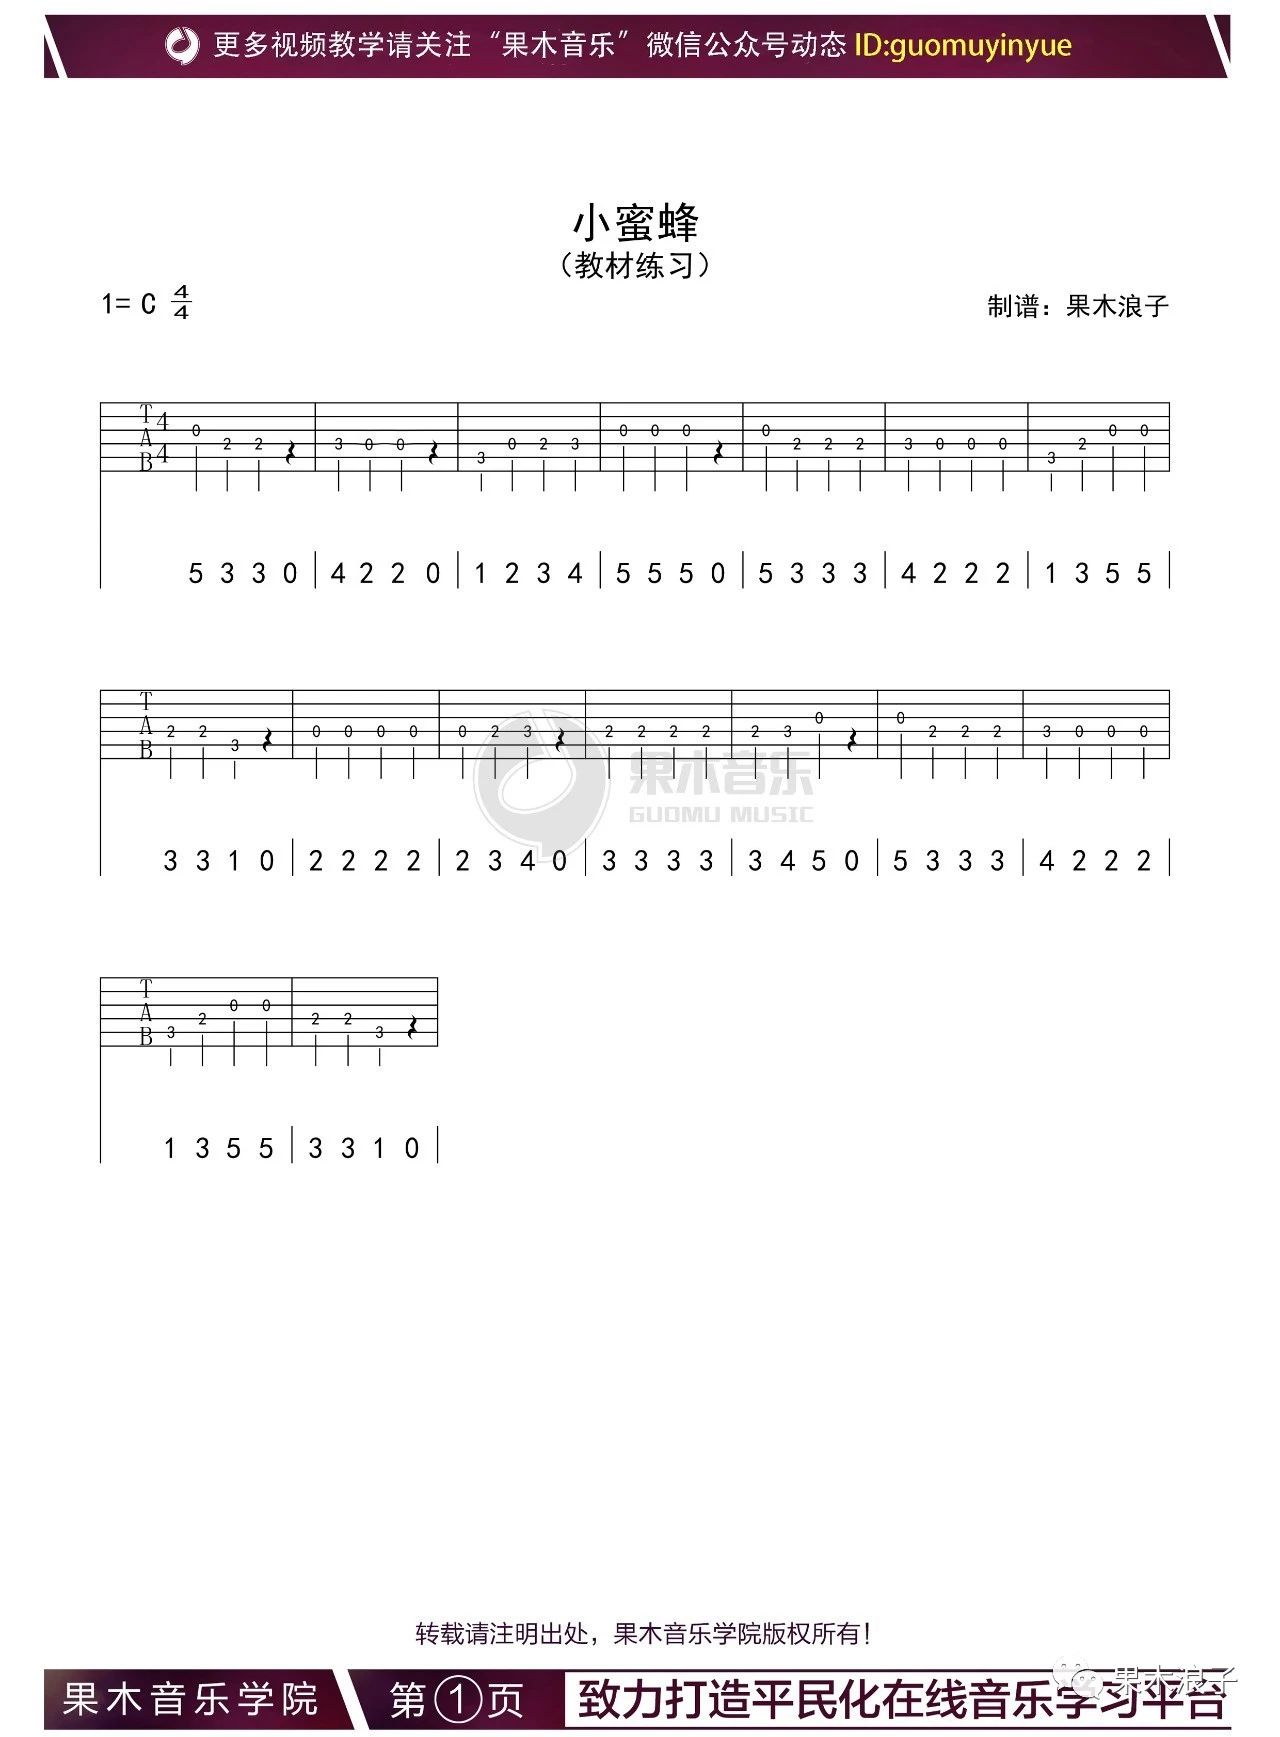 更多视频教学请关注“果木音乐”微信公众号动态 ID:guomuyinyue
小蜜蜂
（教材练习）
1= C 4/4
制谱：果木浪子
T A B 4 4 0 2 2 3 0 0 3 0 2 3 0 0 0 0 2 2 2 3 0 0 0 3 2 0 0
5 3 3 0 | 4 2 2 0 | 1 2 3 4 | 5 5 5 0 | 5 3 3 3 | 4 2 2 2 | 1 3 5 5 |
T A B 2 2 3 0 0 0 0 0 2 3 2 2 2 2 2 3 0 0 2 2 2 3 0 0 0
果木音乐
GUOMU MUSIC
3 3 1 0 | 2 2 2 2 | 2 3 4 0 | 3 3 3 3 | 3 4 5 0 | 5 3 3 3 | 4 2 2 2 |
T A B 3 2 0 0 2 2 3
1 3 5 5 | 3 3 1 0 |
转载请注明出处，果木音乐学院版权所有！
果木浪子
果木音乐学院 第①页 致力打造平民化在线音乐学习平台